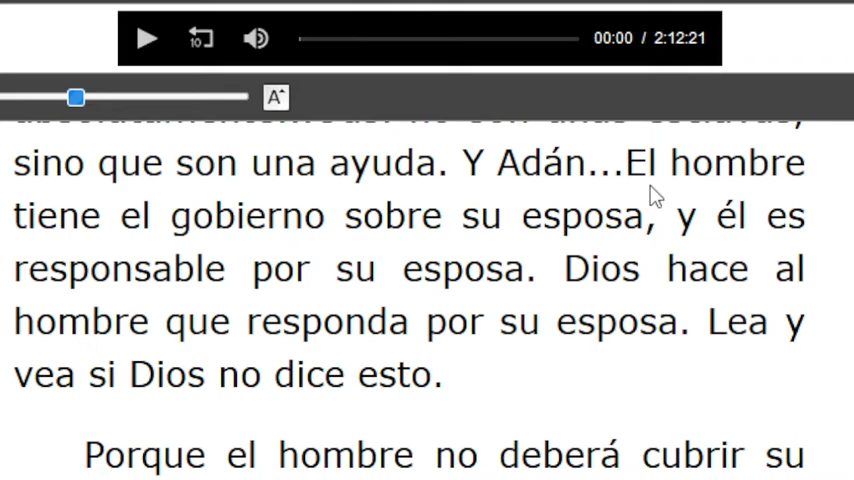 00:00 / 2:12:21
10
A
sino que son una ayuda. Y Adán...El hombre
tiene el gobierno sobre su esposa, y él es
responsable por su esposa. Dios hace al
hombre que responda por su esposa. Lea y
vea si Dios no dice esto.
Porque el hombre no deberá cubrir su